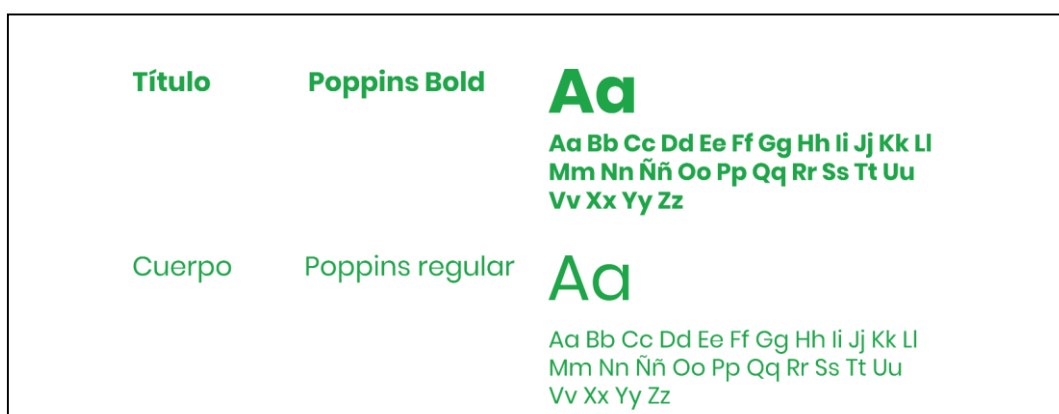 Título Poppins Bold Aa
Aa Bb Cc Dd Ee Ff Gg Hh Ii Jj Kk Ll
Mm Nn Ññ Oo Pp Qq Rr Ss Tt Uu
Vv Xx Yy Zz
Cuerpo Poppins regular Aa
Aa Bb Cc Dd Ee Ff Gg Hh Ii Jj Kk Ll
Mm Nn Ññ Oo Pp Qq Rr Ss Tt Uu
Vv Xx Yy Zz